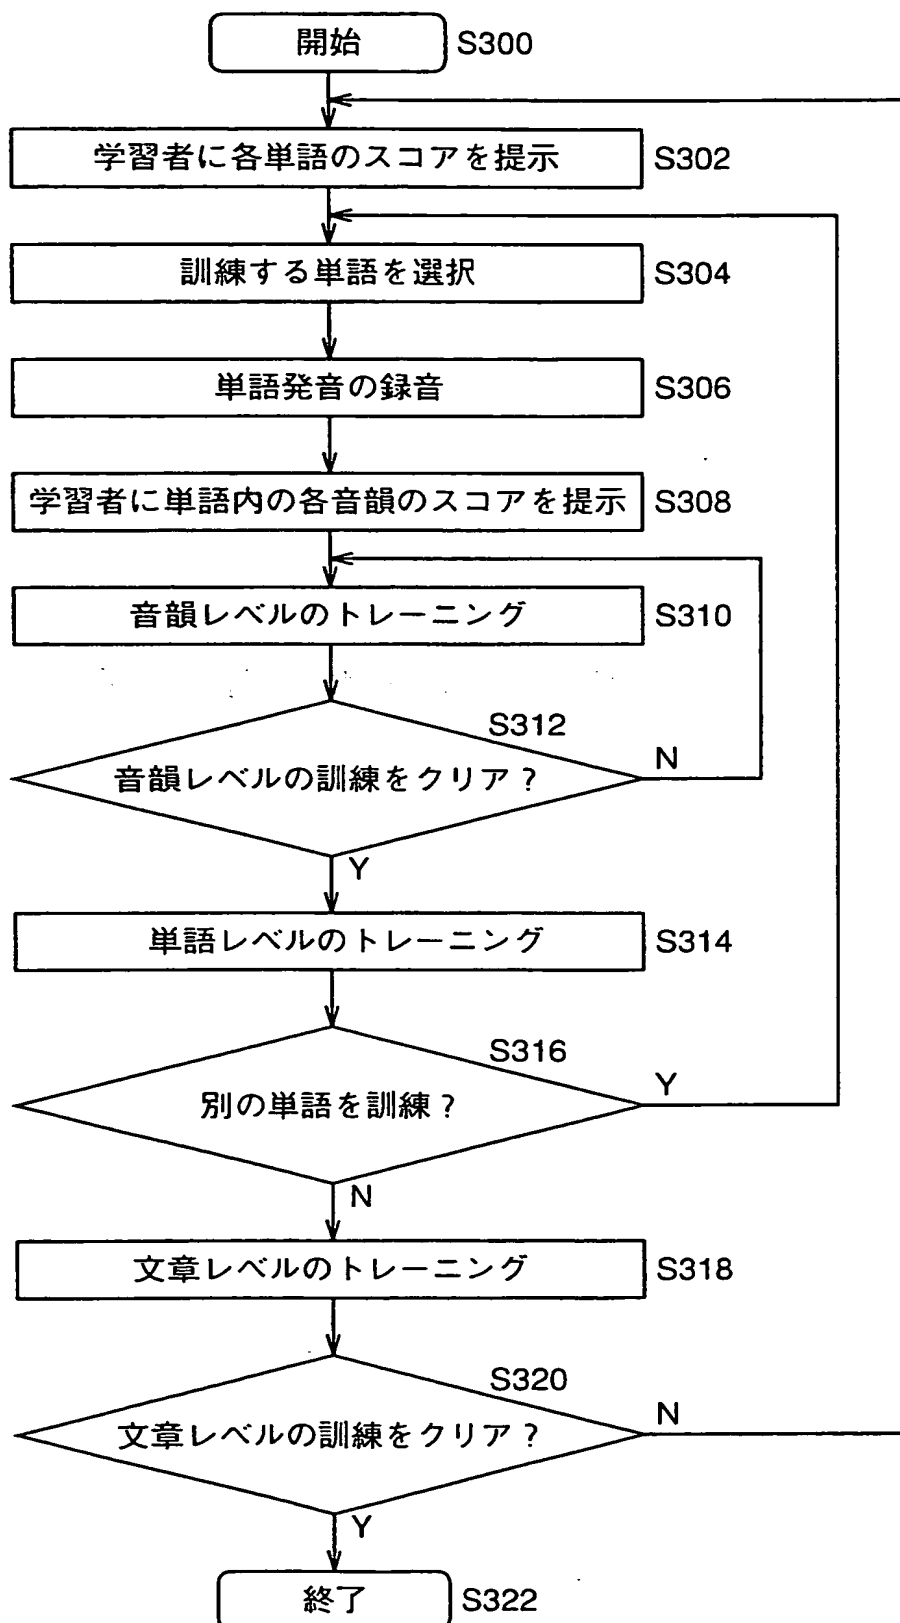 開始 S300
学習者に各単語のスコアを提示 S302
訓練する単語を選択 S304
単語発音の録音 S306
学習者に単語内の各音韻のスコアを提示 S308
音韻レベルのトレーニング S310
S312
音韻レベルの訓練をクリア？ N
Y
単語レベルのトレーニング S314
S316
別の単語を訓練？ Y
N
文章レベルのトレーニング S318
S320
文章レベルの訓練をクリア？ N
Y
終了 S322